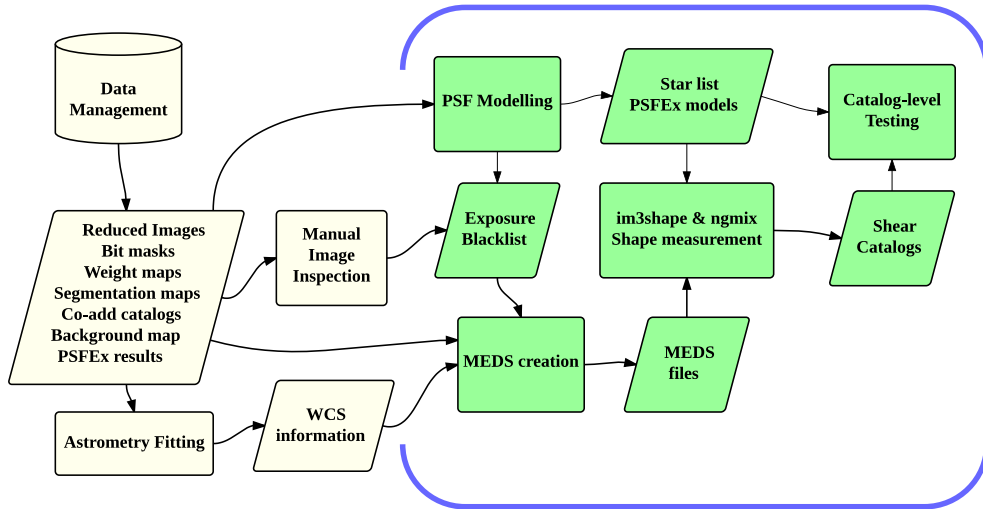 Data
Management
Reduced Images
Bit masks
Weight maps
Segmentation maps
Co-add catalogs
Background map
PSFEx results
Astrometry Fitting
Manual
Image
Inspection
WCS
information
PSF Modelling
Exposure
Blacklist
MEDS creation
Star list
PSFEx models
im3shape & ngmix
Shape measurement
MEDS
files
Catalog-level
Testing
Shear
Catalogs